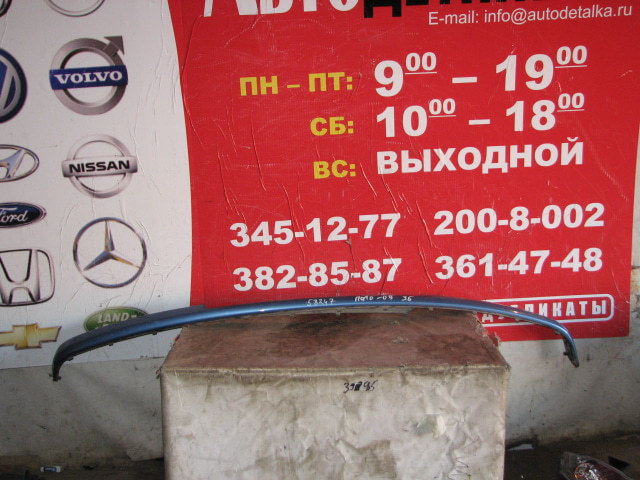 E-mail: info@autodetalka.ru
ПН – ПТ: 9⁰⁰ – 19⁰⁰
СБ: 10⁰⁰ – 18⁰⁰
ВС: ВЫХОДНОЙ
345-12-77 200-8-002
382-85-87 361-47-48
VOLVO
NISSAN
Ford
LAND